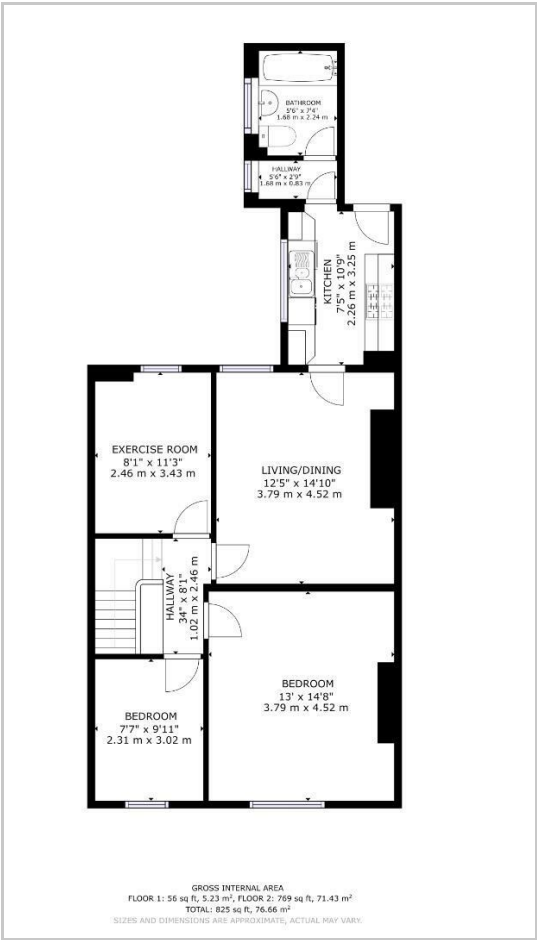 BATHROOM
5'6" x 7'4"
1.68 m x 2.24 m
HALLWAY
5'6" x 2'9"
1.68 m x 0.83 m
KITCHEN
7'5" x 10'9"
2.26 m x 3.25 m
EXERCISE ROOM
8'1" x 11'3"
2.46 m x 3.43 m
LIVING/DINING
12'5" x 14'10"
3.79 m x 4.52 m
HALLWAY
34" x 8'1"
1.02 m x 2.46 m
BEDROOM
13' x 14'8"
3.79 m x 4.52 m
BEDROOM
7'7" x 9'11"
2.31 m x 3.02 m
GROSS INTERNAL AREA
FLOOR 1: 56 sq ft, 5.23 m², FLOOR 2: 769 sq ft, 71.43 m²
TOTAL: 825 sq ft, 76.66 m²
SIZES AND DIMENSIONS ARE APPROXIMATE, ACTUAL MAY VARY.